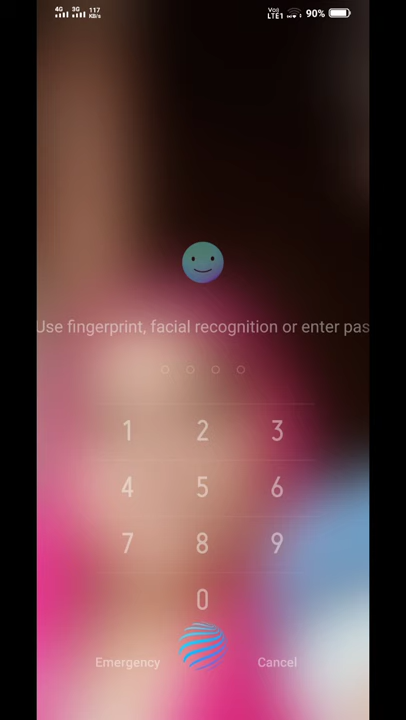 4G 3G 117
KB/s
Voo
LTE1
90%
Use fingerprint, facial recognition or enter pas
1 2 3
4 5 6
7 8 9
0
Emergency Cancel